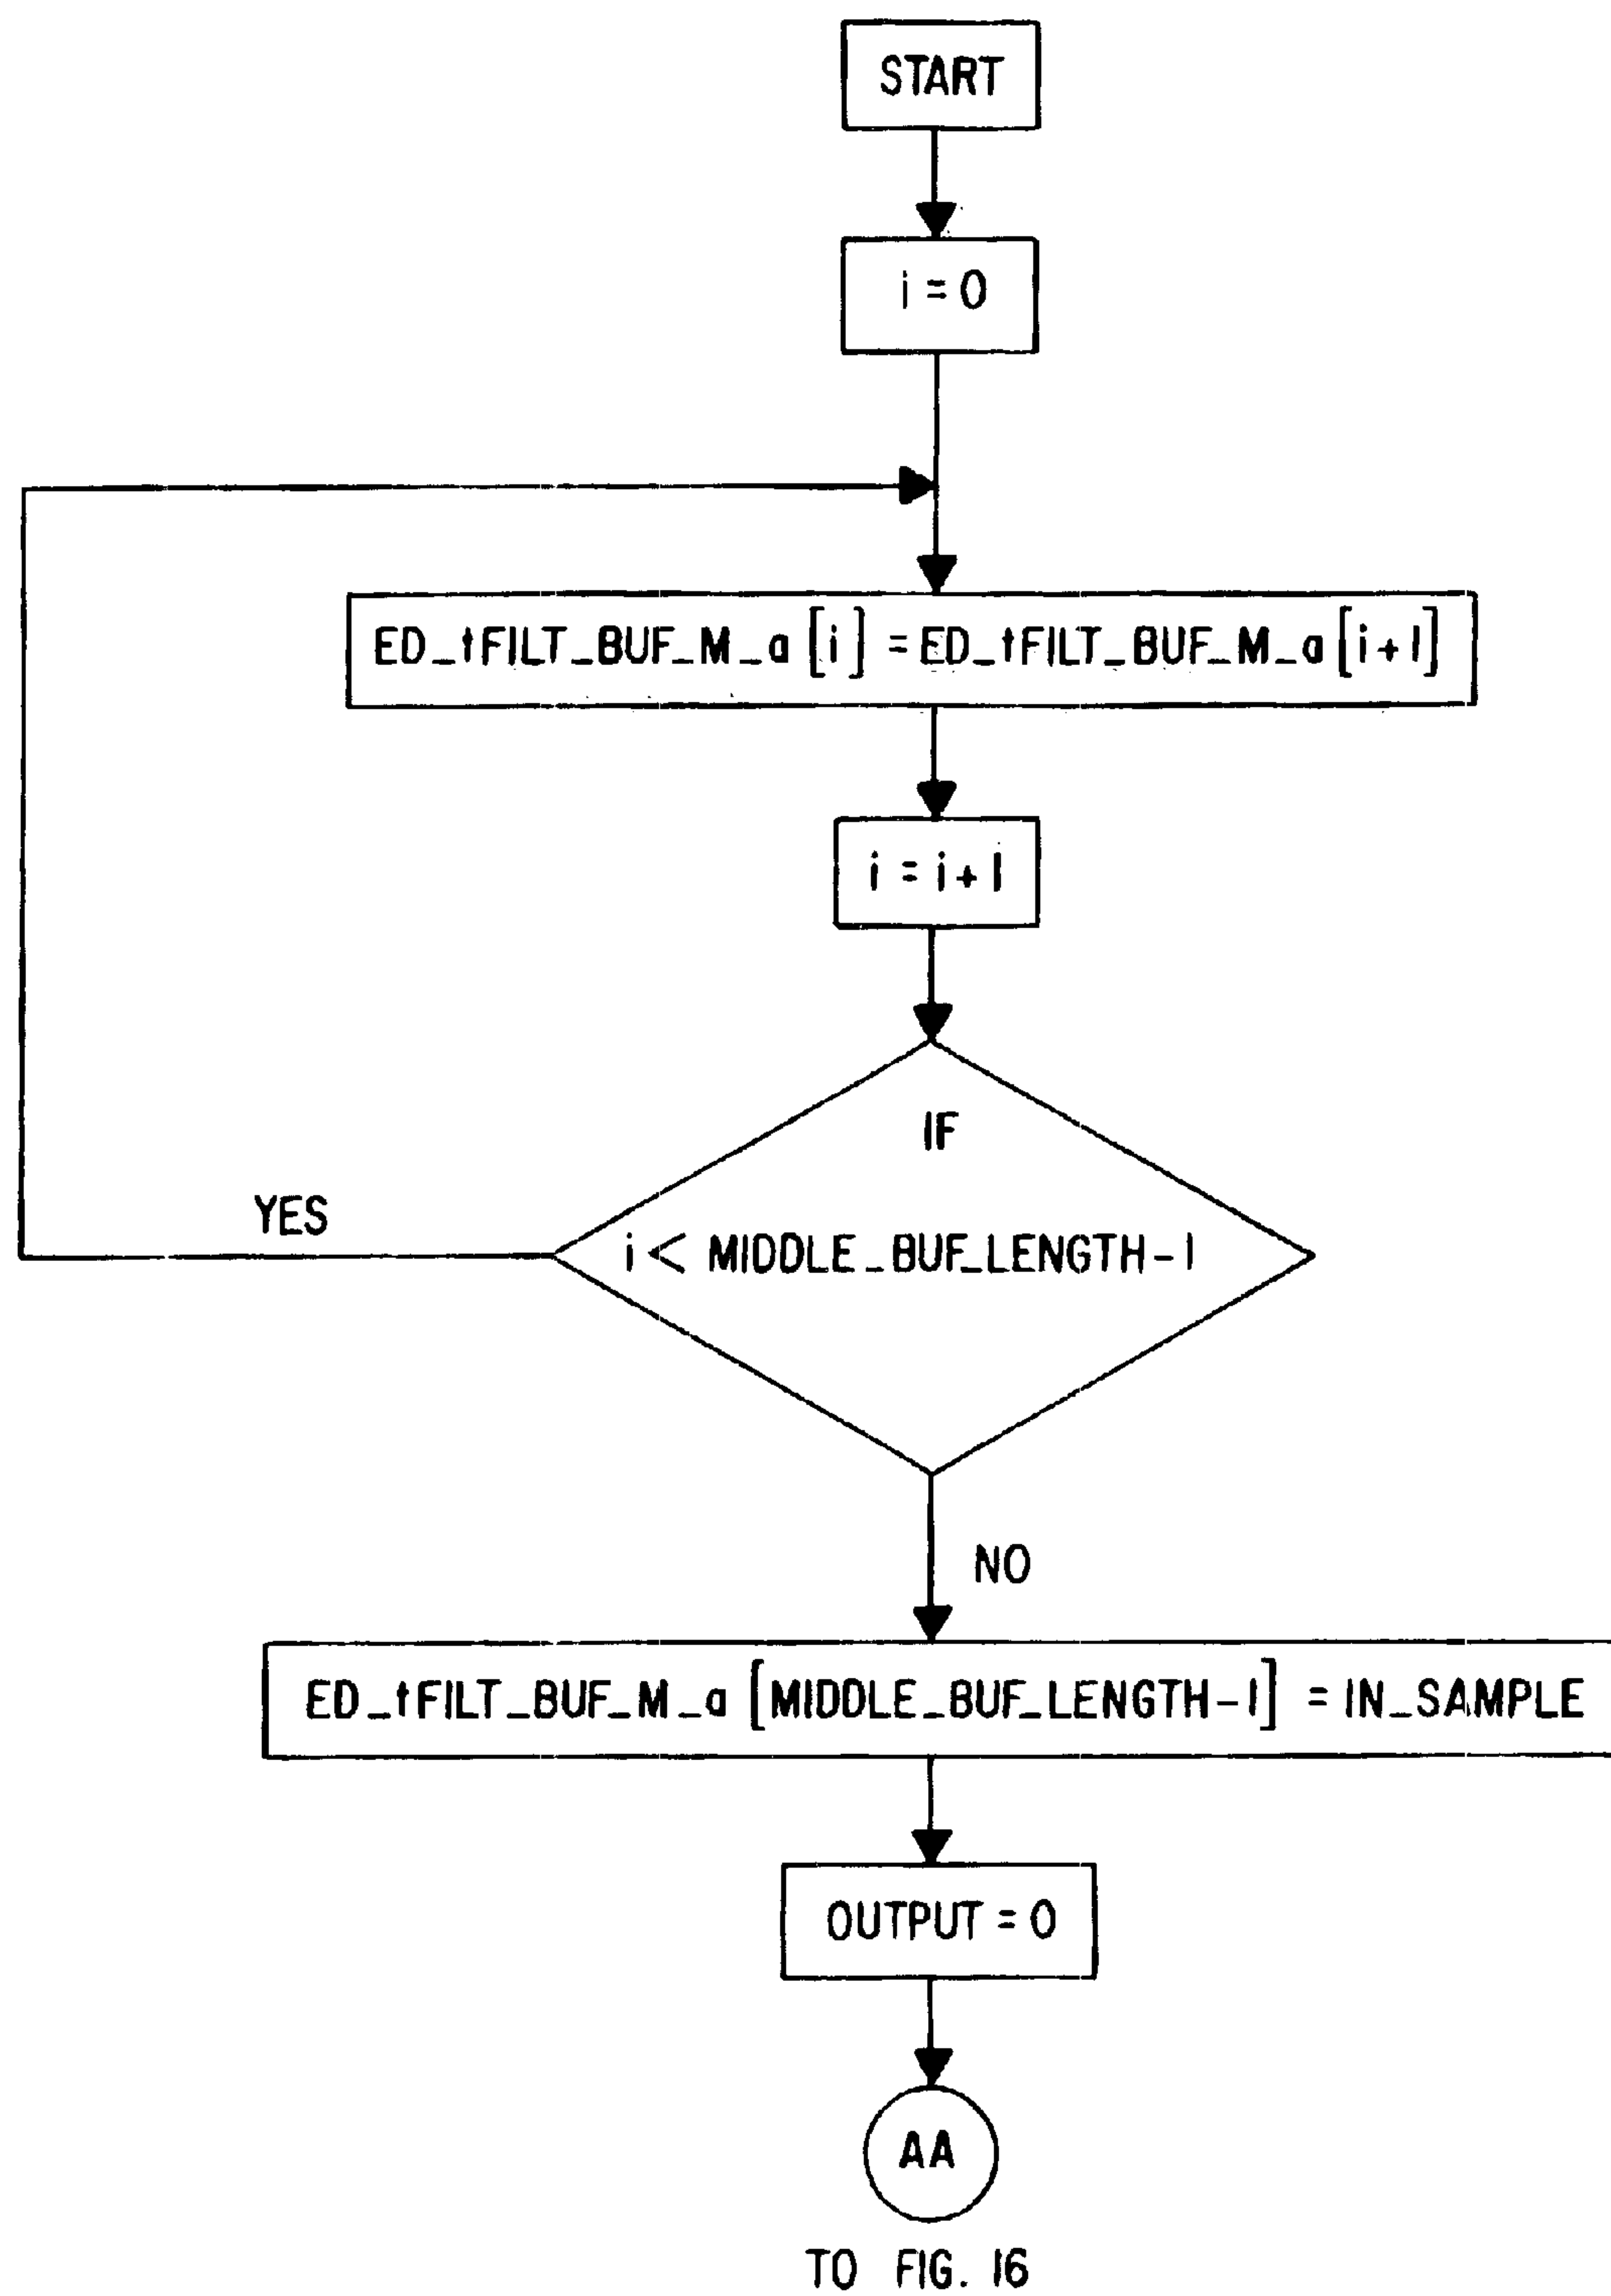 START
i = 0
ED_tFILT_BUF_M_a [i] = ED_tFILT_BUF_M_a [i+1]
i = i+1
IF
i < MIDDLE_BUF_LENGTH-1
YES
NO
ED_tFILT_BUF_M_a [MIDDLE_BUF_LENGTH-1] = IN_SAMPLE
OUTPUT = 0
AA
TO FIG. 16